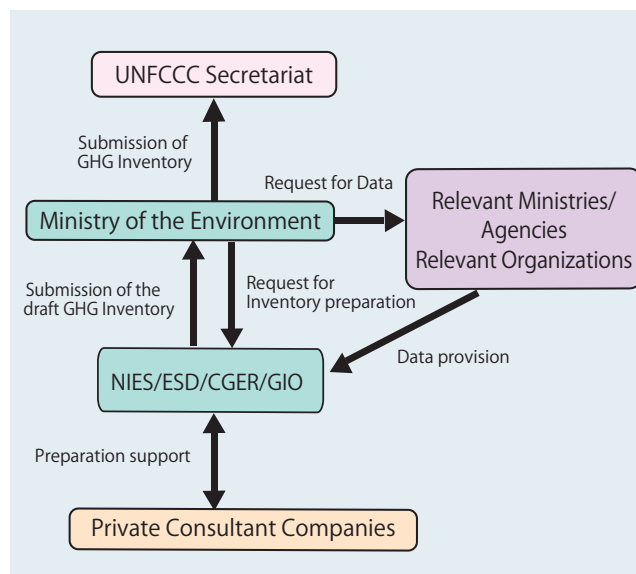 UNFCCC Secretariat
Submission of
GHG Inventory
Request for Data
Ministry of the Environment
Relevant Ministries/
Agencies
Relevant Organizations
Submission of the
draft GHG Inventory
Request for
Inventory preparation
Data provision
NIES/ESD/CGER/GIO
Preparation support
Private Consultant Companies